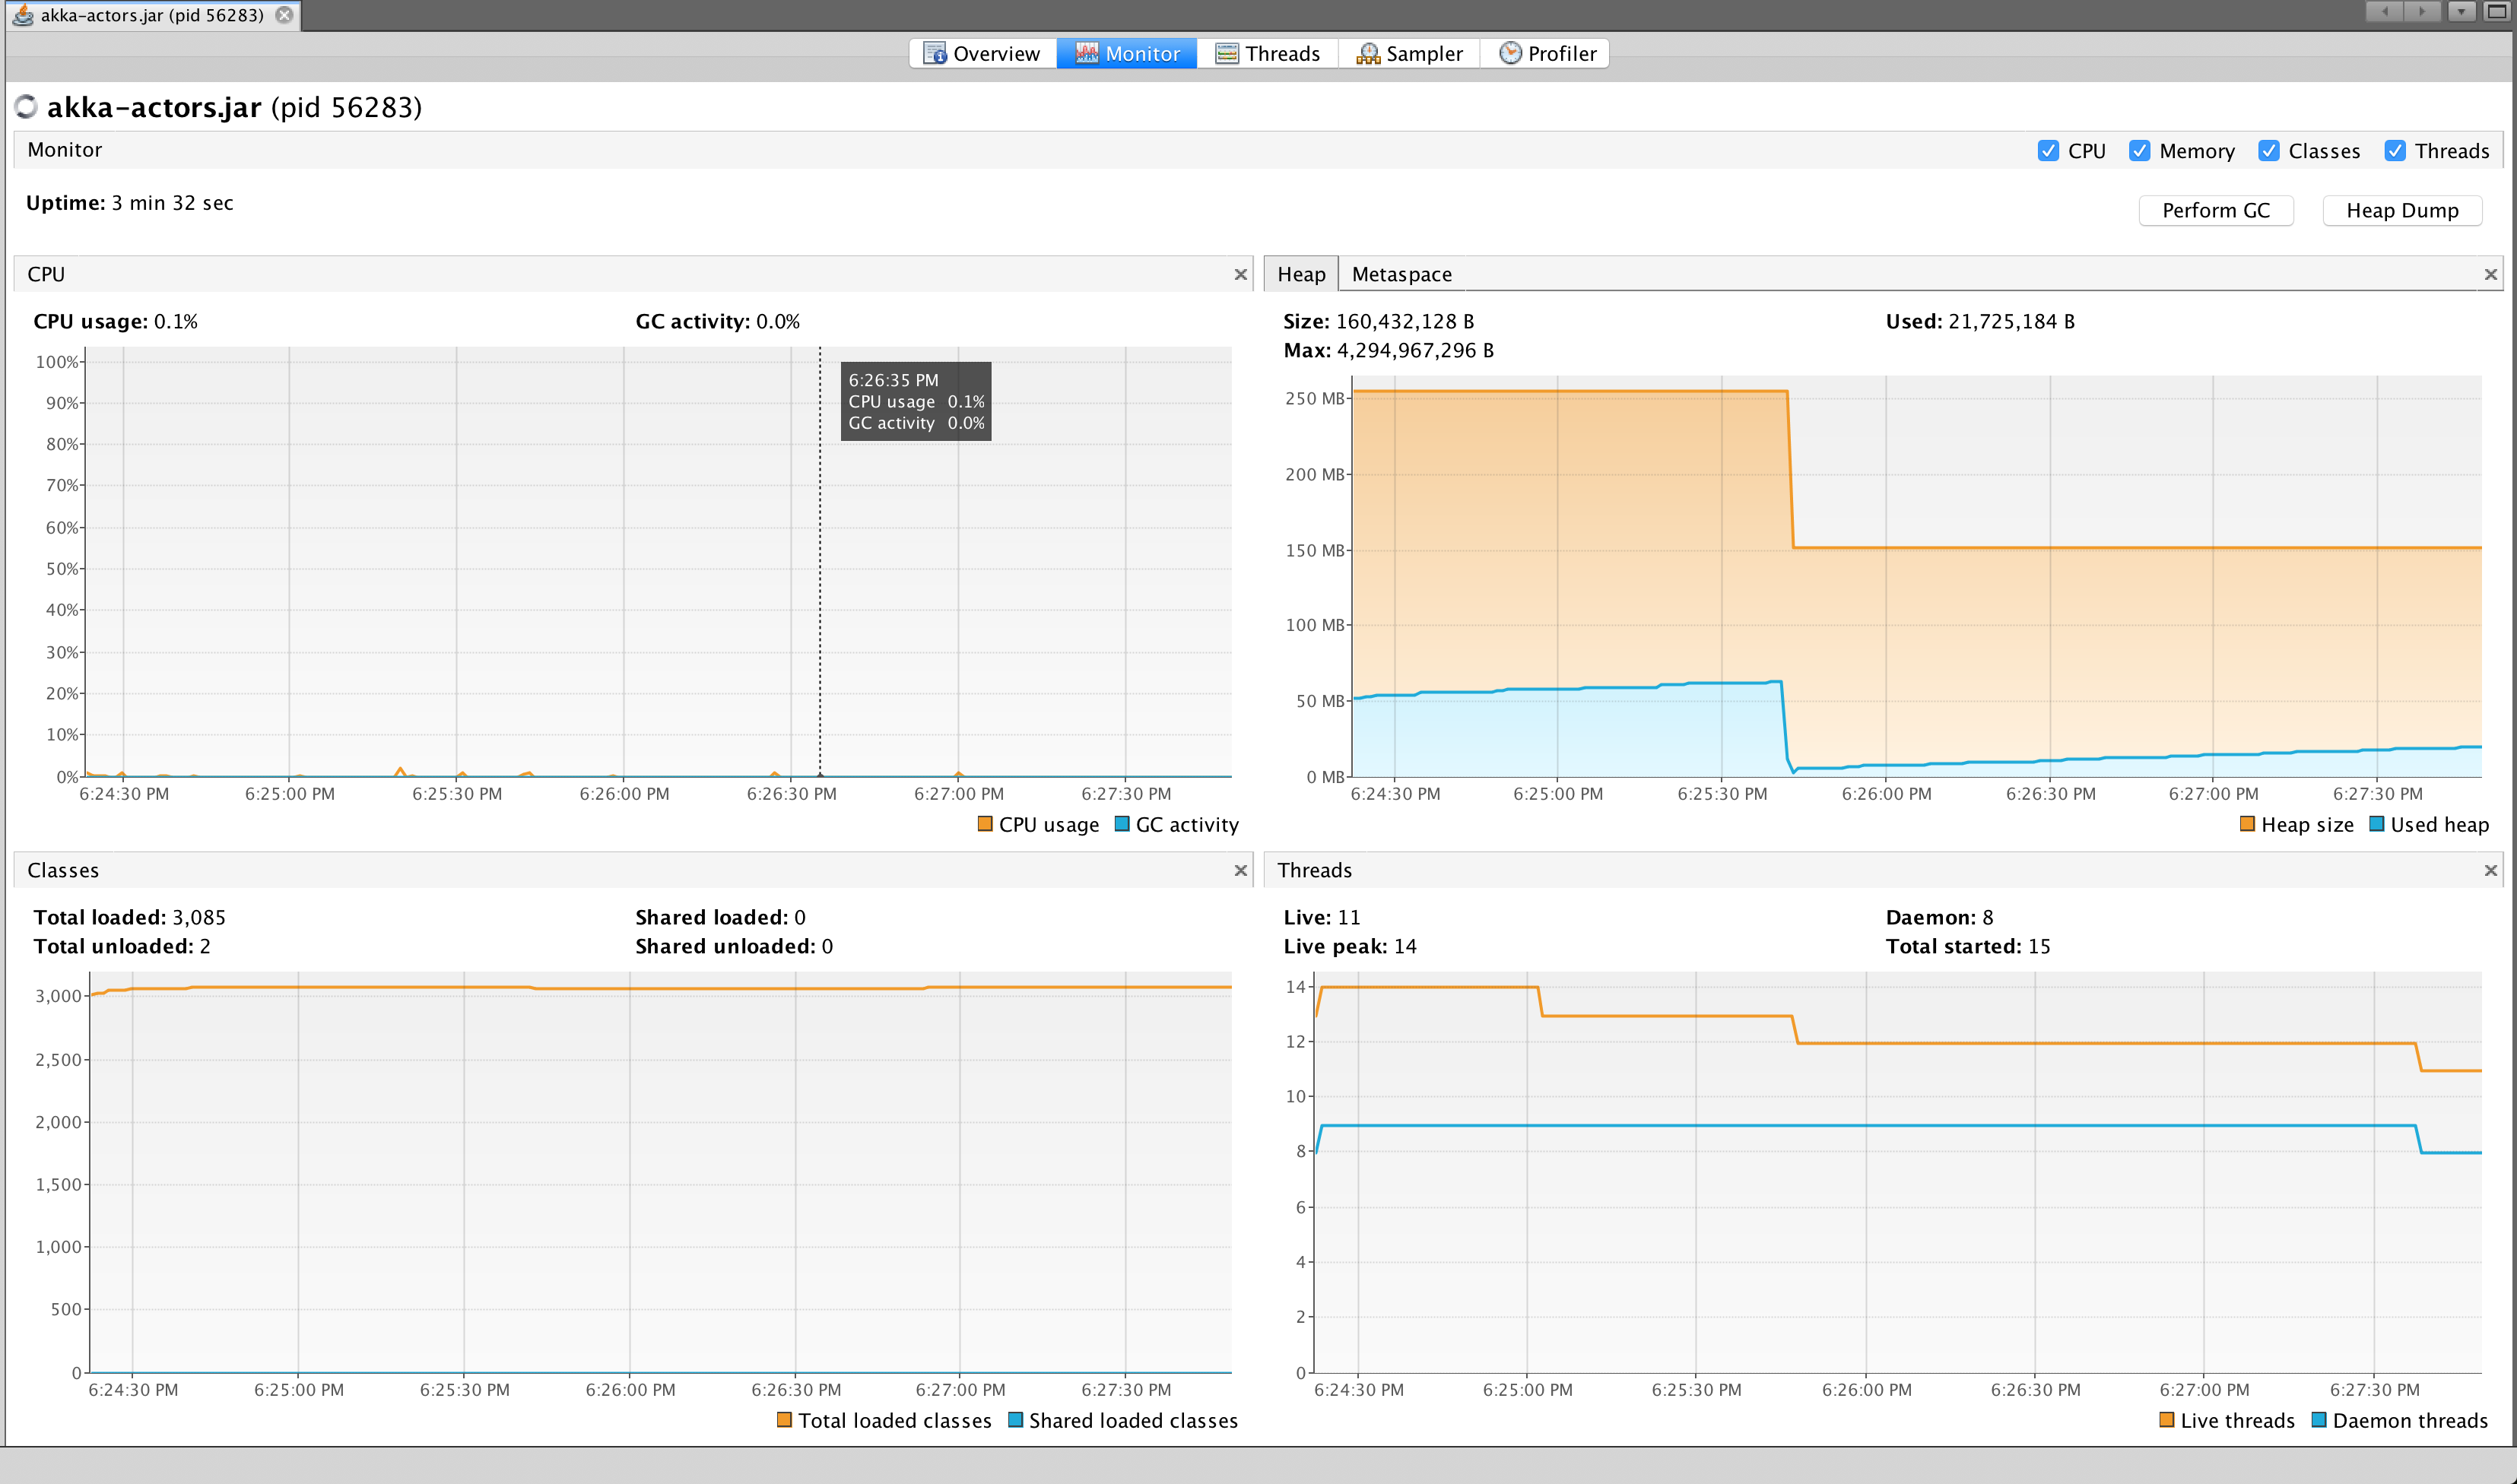 akka-actors.jar (pid 56283)
Overview Monitor Threads Sampler Profiler
akka-actors.jar (pid 56283)
Monitor
CPU Memory Classes Threads
Uptime: 3 min 32 sec
Perform GC Heap Dump
CPU
CPU usage: 0.1% GC activity: 0.0%
100%
90%
80%
70%
60%
50%
40%
30%
20%
10%
0%
6:26:35 PM
CPU usage 0.1%
GC activity 0.0%
6:24:30 PM 6:25:00 PM 6:25:30 PM 6:26:00 PM 6:26:30 PM 6:27:00 PM 6:27:30 PM
CPU usage GC activity
Heap Metaspace
Size: 160,432,128 B Used: 21,725,184 B
Max: 4,294,967,296 B
250 MB
200 MB
150 MB
100 MB
50 MB
0 MB
6:24:30 PM 6:25:00 PM 6:25:30 PM 6:26:00 PM 6:26:30 PM 6:27:00 PM 6:27:30 PM
Heap size Used heap
Classes
Total loaded: 3,085 Shared loaded: 0
Total unloaded: 2 Shared unloaded: 0
3,000
2,500
2,000
1,500
1,000
500
0
6:24:30 PM 6:25:00 PM 6:25:30 PM 6:26:00 PM 6:26:30 PM 6:27:00 PM 6:27:30 PM
Total loaded classes Shared loaded classes
Threads
Live: 11 Daemon: 8
Live peak: 14 Total started: 15
14
12
10
8
6
4
2
0
6:24:30 PM 6:25:00 PM 6:25:30 PM 6:26:00 PM 6:26:30 PM 6:27:00 PM 6:27:30 PM
Live threads Daemon threads